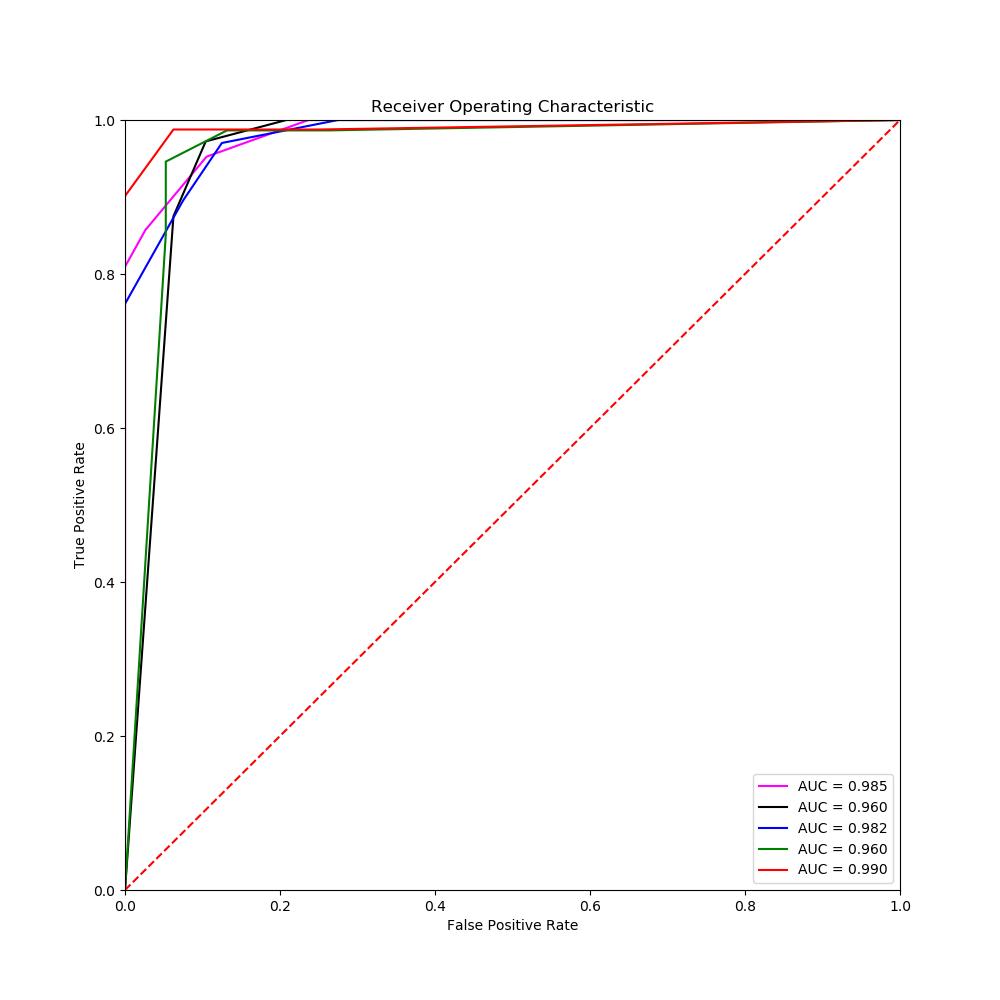 Receiver Operating Characteristic
1.0
0.8
0.6
0.4
0.2
0.0
True Positive Rate
0.0 0.2 0.4 0.6 0.8 1.0
False Positive Rate
AUC = 0.985
AUC = 0.960
AUC = 0.982
AUC = 0.960
AUC = 0.990